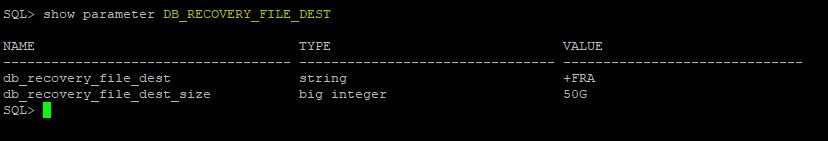 SQL> show parameter DB_RECOVERY_FILE_DEST
NAME TYPE VALUE
------------------------------------ -------------------------------- ------------------------------
db_recovery_file_dest string +FRA
db_recovery_file_dest_size big integer 50G
SQL>